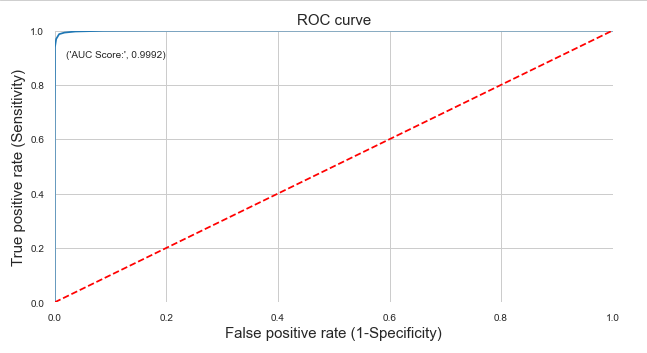 ROC curve
1.0
('AUC Score:', 0.9992)
0.8
0.6
0.4
0.2
0.0
True positive rate (Sensitivity)
0.0 0.2 0.4 0.6 0.8 1.0
False positive rate (1-Specificity)